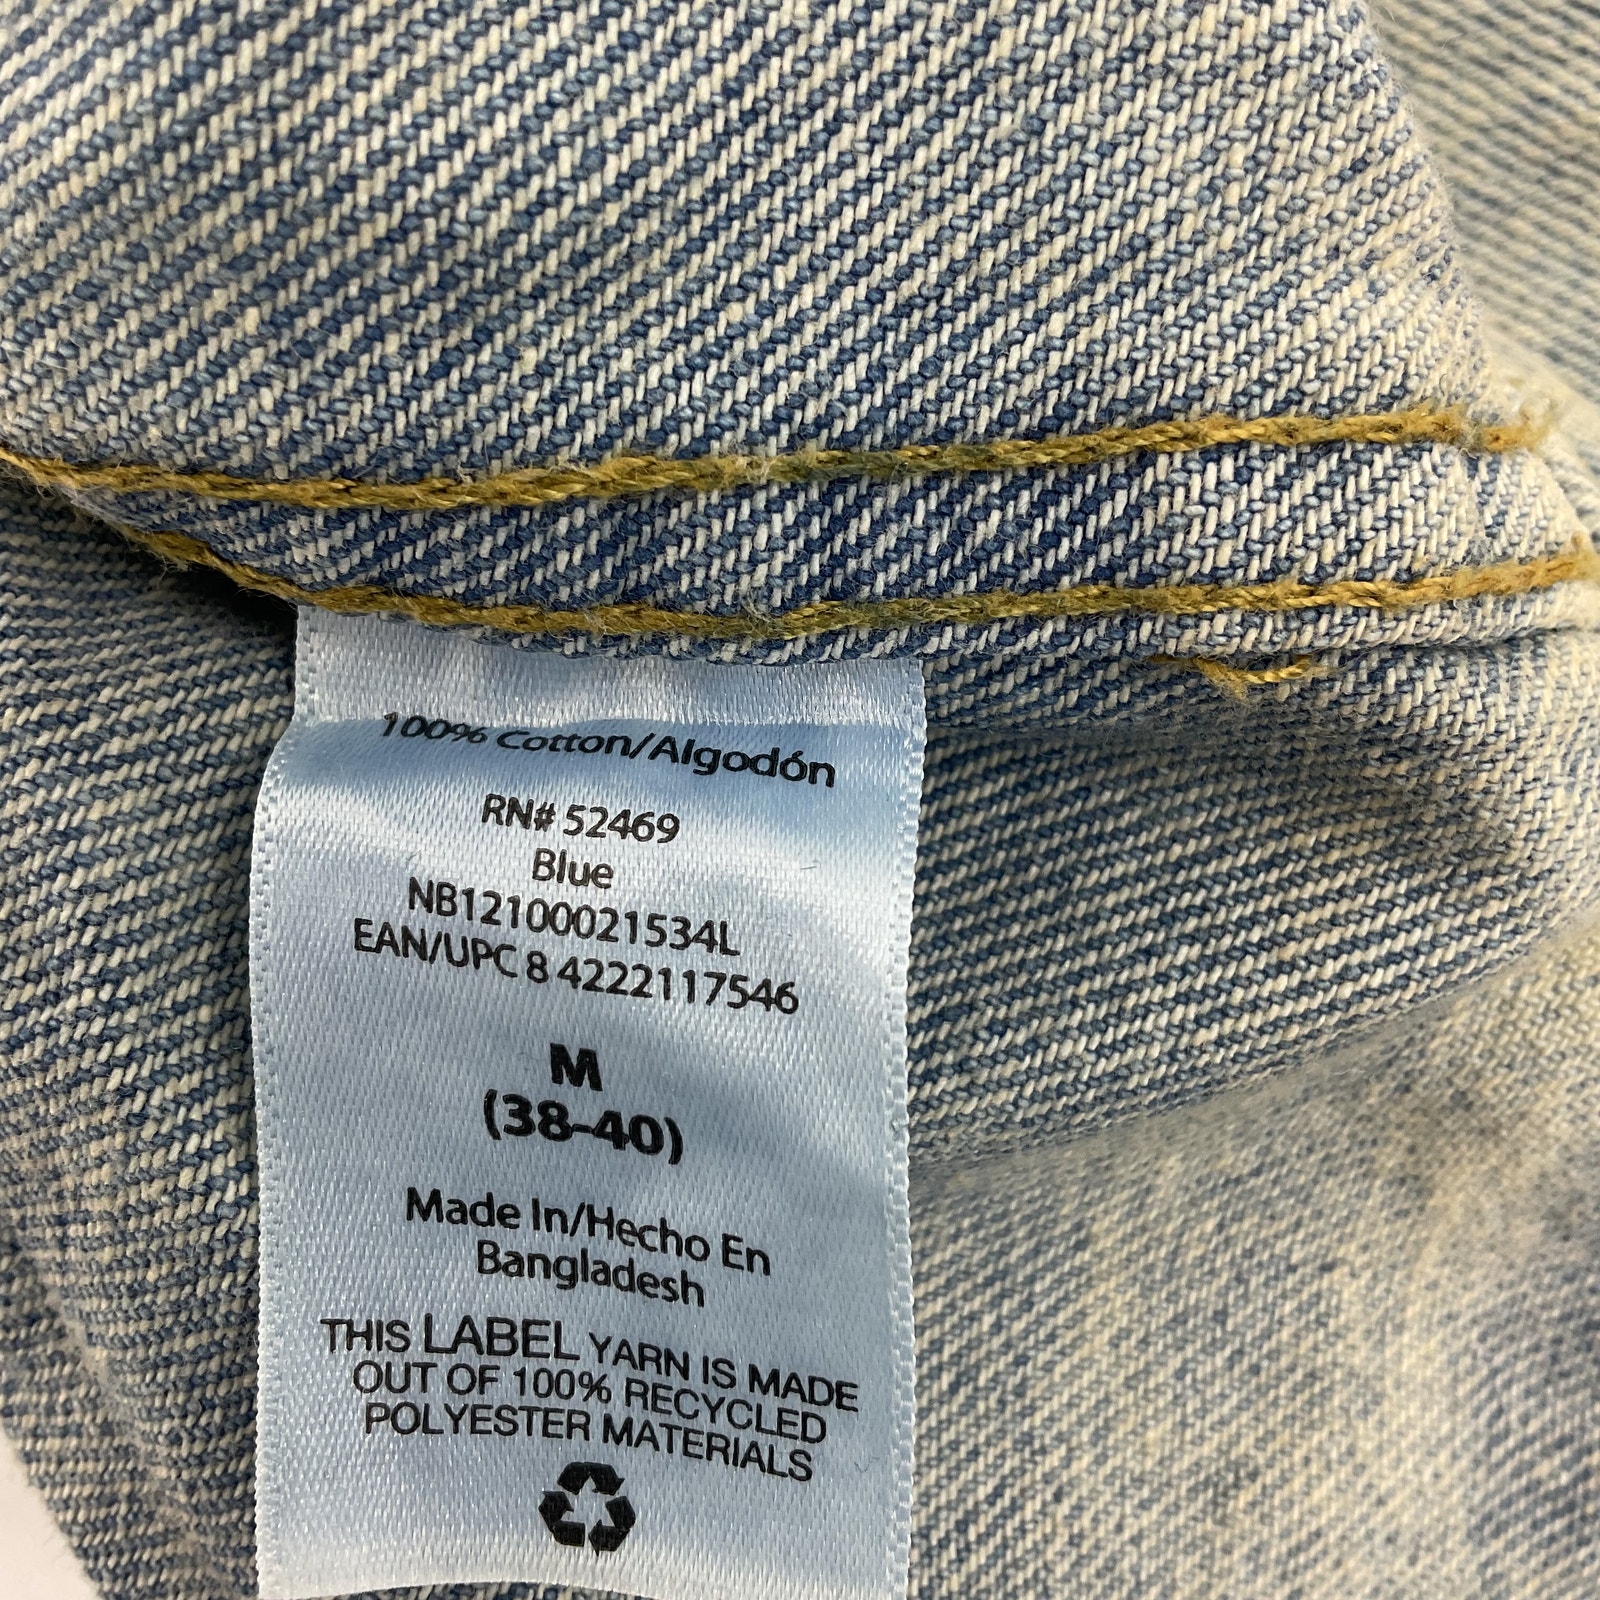 100% Cotton/Algodón
RN# 52469
Blue
NB12100021534L
EAN/UPC 8 4222117546
M
(38-40)
Made In/Hecho En
Bangladesh
THIS LABEL YARN IS MADE
OUT OF 100% RECYCLED
POLYESTER MATERIALS